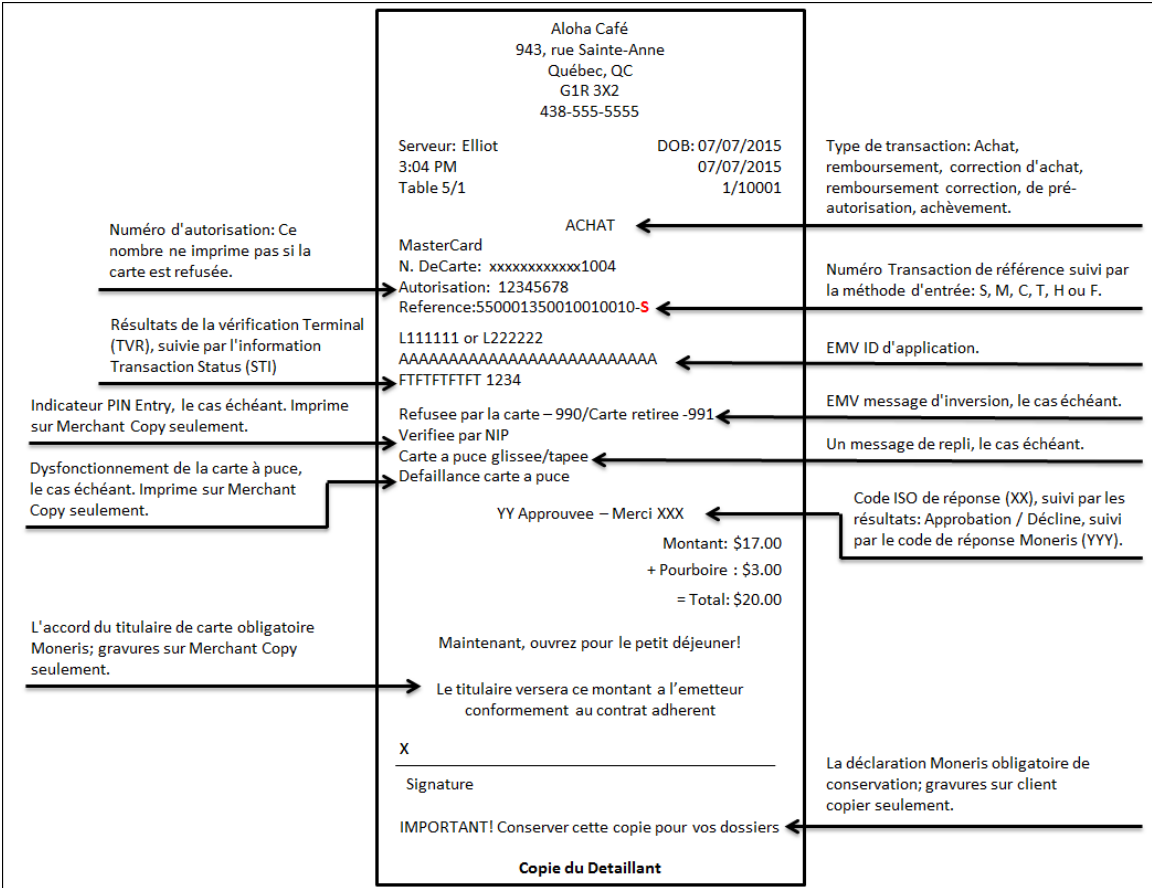 Aloha Café
943, rue Sainte-Anne
Québec, QC
G1R 3X2
438-555-5555
Serveur: Elliot DOB: 07/07/2015
3:04 PM 07/07/2015
Table 5/1 1/10001
ACHAT
MasterCard
N. DeCarte: xxxxxxxxxxxx1004
Autorisation: 12345678
Reference:550001350010010010-S
L111111 or L222222
AAAAAAAAAAAAAAAAAAAAAAAAAA
FTFTFTFTFT 1234
Refusee par la carte – 990/Carte retiree -991
Verifiee par NIP
Carte a puce glissee/tapee
Defaillance carte a puce
YY Approuvee – Merci XXX
Montant: $17.00
+ Pourboire : $3.00
= Total: $20.00
Maintenant, ouvrez pour le petit déjeuner!
Le titulaire versera ce montant a l’emetteur
conformement au contrat adherent
X
Signature
IMPORTANT! Conserver cette copie pour vos dossiers
Copie du Detaillant
Numéro d'autorisation: Ce
nombre ne imprime pas si la
carte est refusée.
Résultats de la vérification Terminal
(TVR), suivie par l'information
Transaction Status (STI)
Indicateur PIN Entry, le cas échéant. Imprime
sur Merchant Copy seulement.
Dysfonctionnement de la carte à puce,
le cas échéant. Imprime sur Merchant
Copy seulement.
L'accord du titulaire de carte obligatoire
Moneris; gravures sur Merchant Copy
seulement.
Type de transaction: Achat,
remboursement, correction d'achat,
remboursement correction, de pré-
autorisation, achèvement.
Numéro Transaction de référence suivi par
la méthode d'entrée: S, M, C, T, H ou F.
EMV ID d'application.
EMV message d'inversion, le cas échéant.
Un message de repli, le cas échéant.
Code ISO de réponse (XX), suivi par les
résultats: Approbation / Décline, suivi
par le code de réponse Moneris (YYY).
La déclaration Moneris obligatoire de
conservation; gravures sur client
copier seulement.